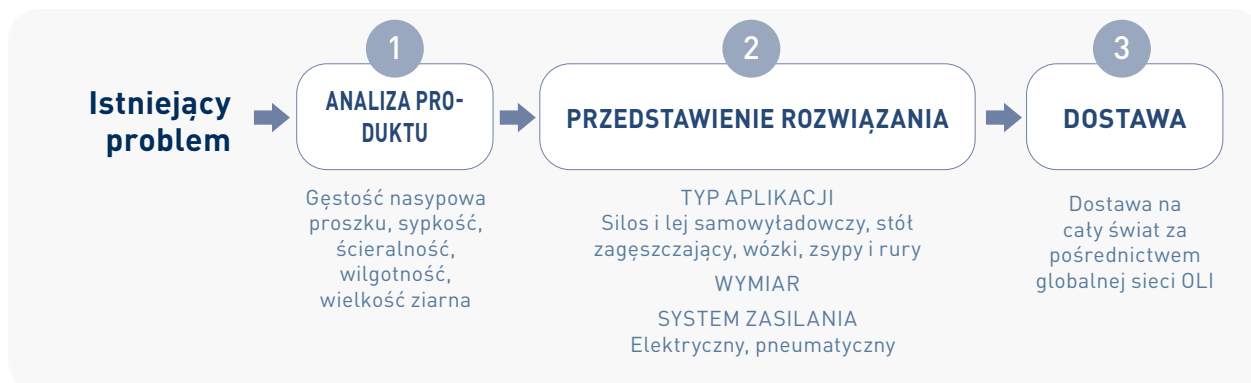 Istniejący
problem
1
ANALIZA PRO-
DUKTU
Gęstość nasypowa
proszku, sypkość,
ścieralność,
wilgotność,
wielkość ziarna
2
PRZEDSTAWIENIE ROZWIĄZANIA
TYP APLIKACJI
Silos i lej samowyładowczy, stół
zagęszczający, wózki, zsypy i rury
WYMIAR
SYSTEM ZASILANIA
Elektryczny, pneumatyczny
3
DOSTAWA
Dostawa na
cały świat za
pośrednictwem
globalnej sieci OLI